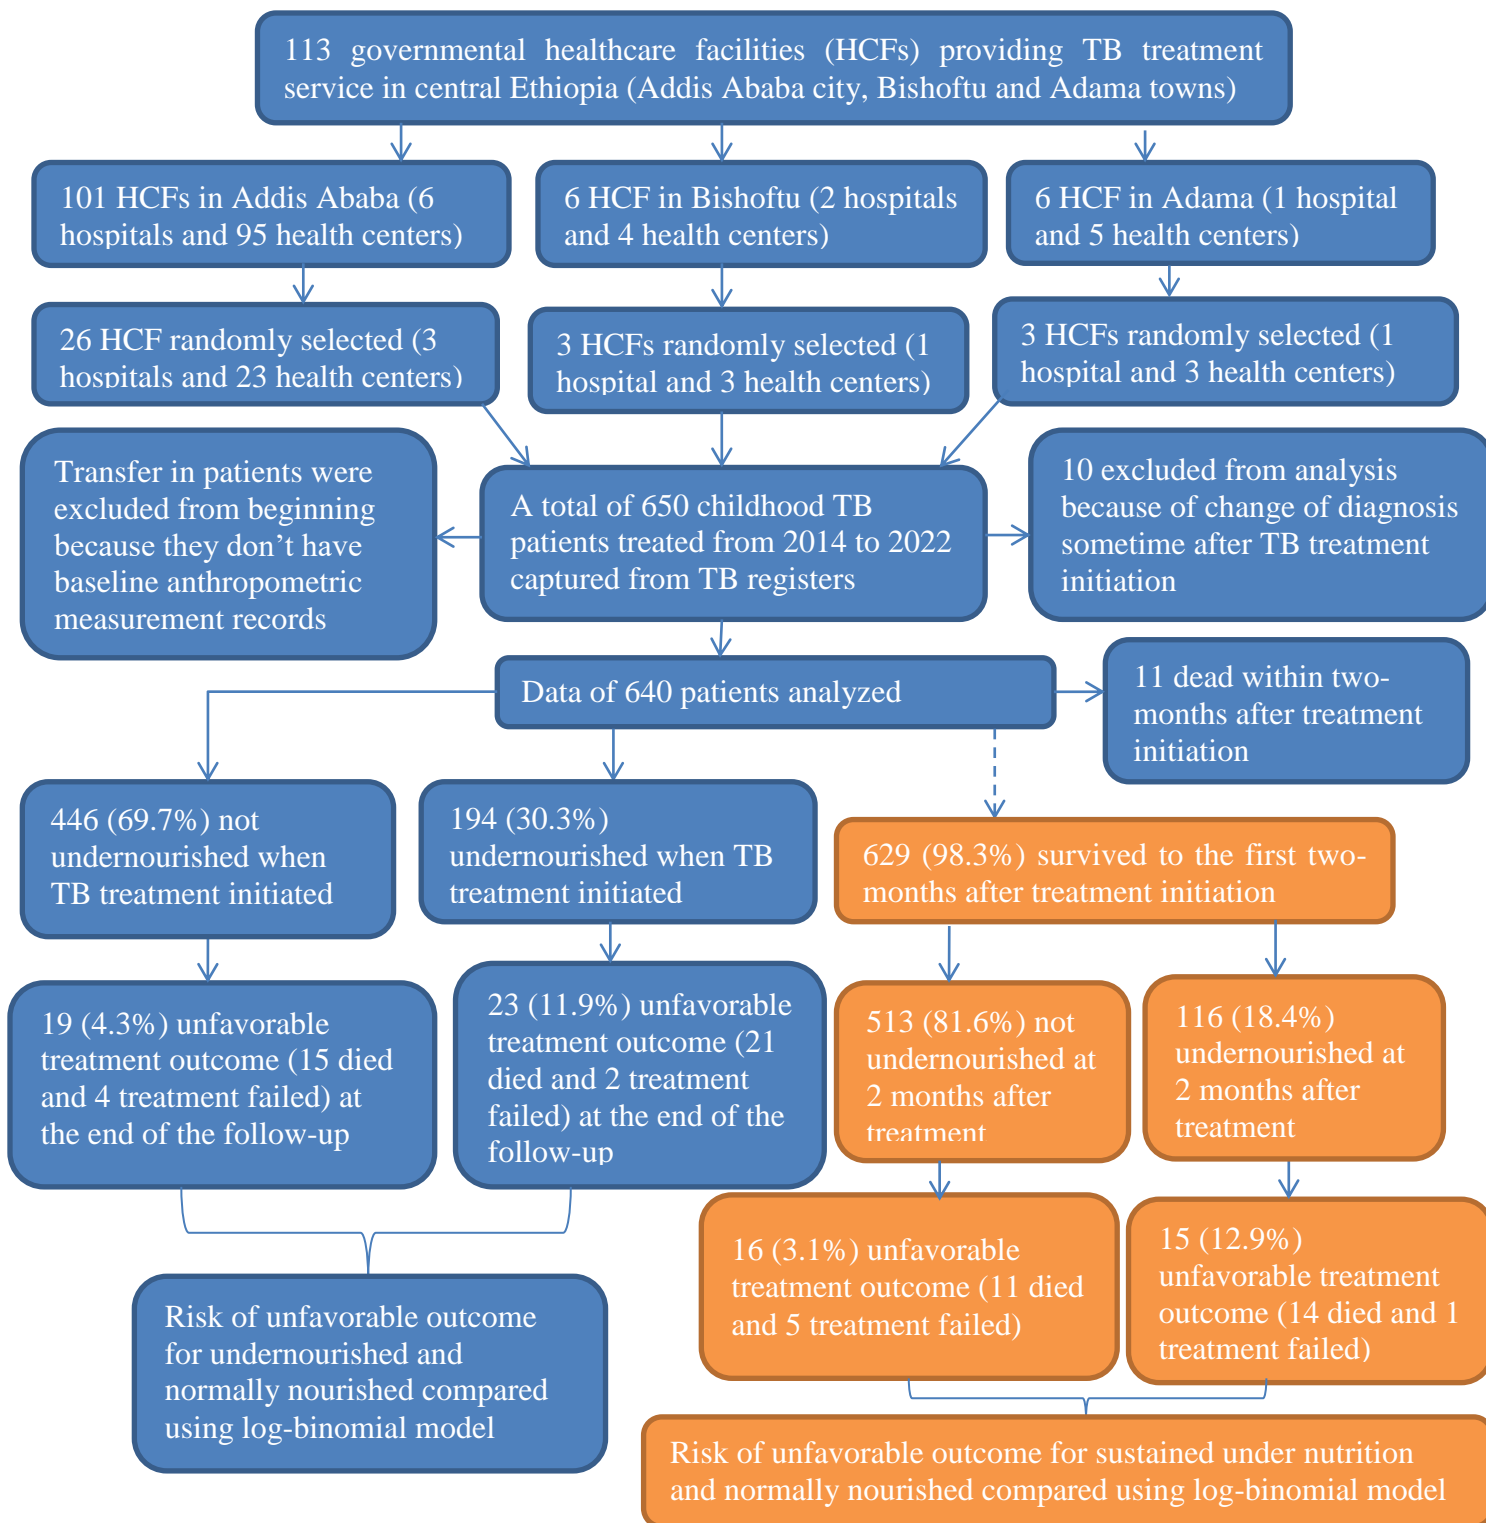 113 governmental healthcare facilities (HCFs) providing TB treatment
service in central Ethiopia (Addis Ababa city, Bishoftu and Adama towns)
101 HCFs in Addis Ababa (6
hospitals and 95 health centers)
6 HCF in Bishoftu (2 hospitals
and 4 health centers)
6 HCF in Adama (1 hospital
and 5 health centers)
26 HCF randomly selected (3
hospitals and 23 health centers)
3 HCFs randomly selected (1
hospital and 3 health centers)
3 HCFs randomly selected (1
hospital and 3 health centers)
Transfer in patients were
excluded from beginning
because they don’t have
baseline anthropometric
measurement records
A total of 650 childhood TB
patients treated from 2014 to 2022
captured from TB registers
10 excluded from analysis
because of change of diagnosis
sometime after TB treatment
initiation
Data of 640 patients analyzed
11 dead within two-
months after treatment
initiation
446 (69.7%) not
undernourished when
TB treatment initiated
194 (30.3%)
undernourished when TB
treatment initiated
629 (98.3%) survived to the first two-
months after treatment initiation
19 (4.3%) unfavorable
treatment outcome (15 died
and 4 treatment failed) at
the end of the follow-up
23 (11.9%) unfavorable
treatment outcome (21
died and 2 treatment
failed) at the end of the
follow-up
513 (81.6%) not
undernourished at
2 months after
treatment
116 (18.4%)
undernourished at
2 months after
treatment
16 (3.1%) unfavorable
treatment outcome (11 died
and 5 treatment failed)
15 (12.9%)
unfavorable treatment
outcome (14 died and 1
treatment failed)
Risk of unfavorable outcome
for undernourished and
normally nourished compared
using log-binomial model
Risk of unfavorable outcome for sustained under nutrition
and normally nourished compared using log-binomial model